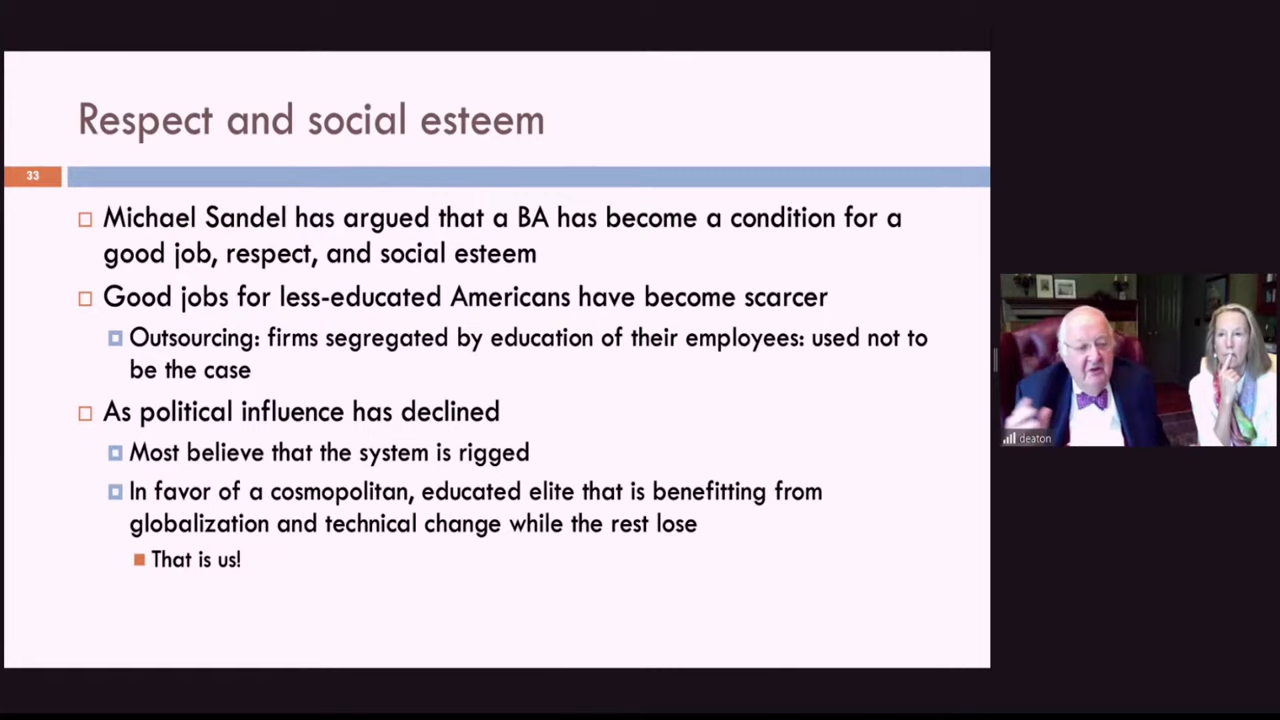 Respect and social esteem
33
Michael Sandel has argued that a BA has become a condition for a
good job, respect, and social esteem
Good jobs for less-educated Americans have become scarcer
Outsourcing: firms segregated by education of their employees: used not to
be the case
As political influence has declined
Most believe that the system is rigged
In favor of a cosmopolitan, educated elite that is benefitting from
globalization and technical change while the rest lose
That is us!
deaton